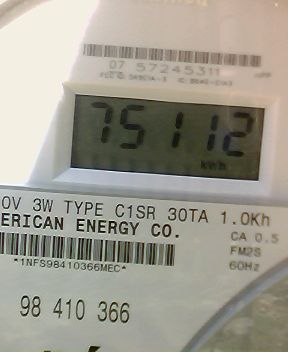 07 57245311
75112
kWh
0V 3W TYPE C1SR 30TA 1.0Kh
ERICAN ENERGY CO.
CA 0.5
FM2S
*1NFS98410366MEC*
60Hz
98 410 366